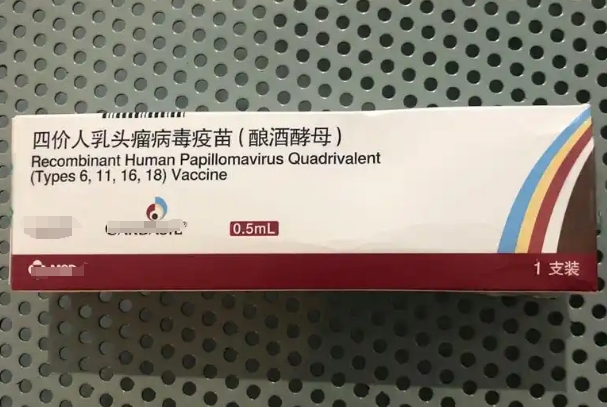 四价人乳头瘤病毒疫苗(酿酒酵母)
Recombinant Human Papillomavirus Quadrivalent
(Types 6, 11, 16, 18) Vaccine
0.5mL
1支装